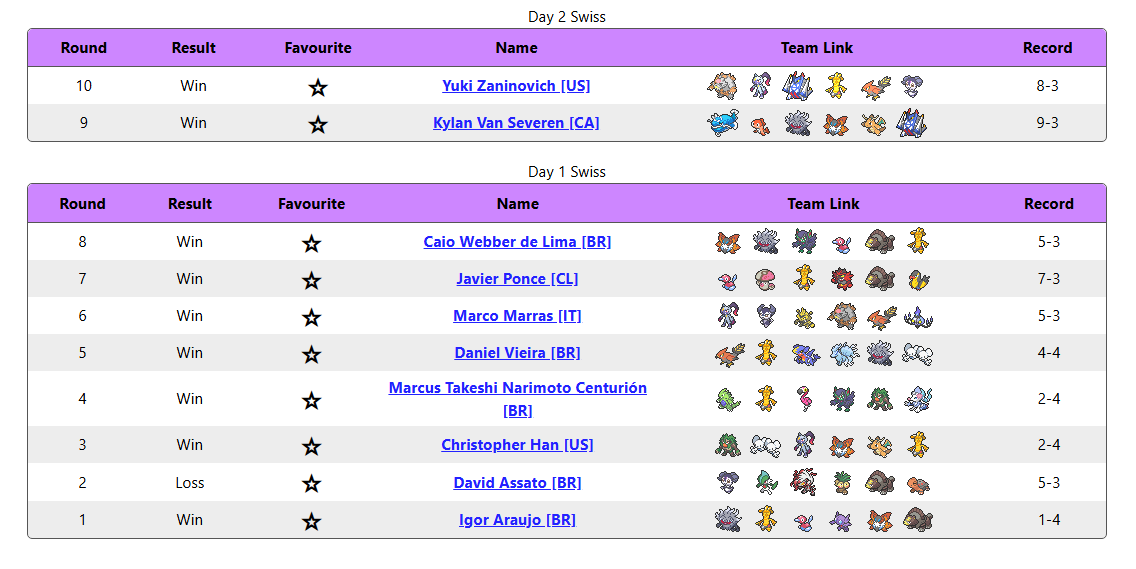 Day 2 Swiss
Round Result Favourite Name Team Link Record
10 Win Yuki Zaninovich [US] 8-3
9 Win Kylan Van Severen [CA] 9-3
Day 1 Swiss
Round Result Favourite Name Team Link Record
8 Win Caio Webber de Lima [BR] 5-3
7 Win Javier Ponce [CL] 7-3
6 Win Marco Marras [IT] 5-3
5 Win Daniel Vieira [BR] 4-4
4 Win Marcus Takeshi Narimoto Centurión
[BR] 2-4
3 Win Christopher Han [US] 2-4
2 Loss David Assato [BR] 5-3
1 Win Igor Araujo [BR] 1-4